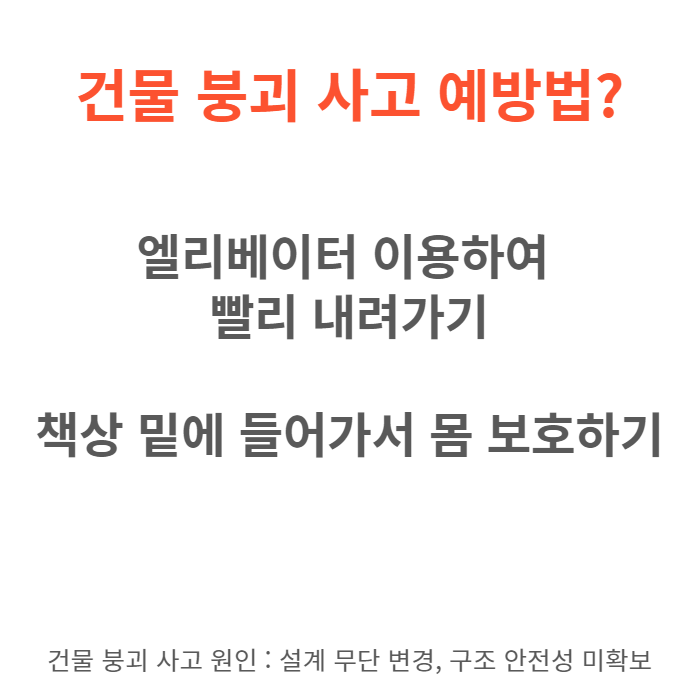 건물 붕괴 사고 예방법?
엘리베이터 이용하여
빨리 내려가기
책상 밑에 들어가서 몸 보호하기
건물 붕괴 사고 원인 : 설계 무단 변경, 구조 안전성 미확보